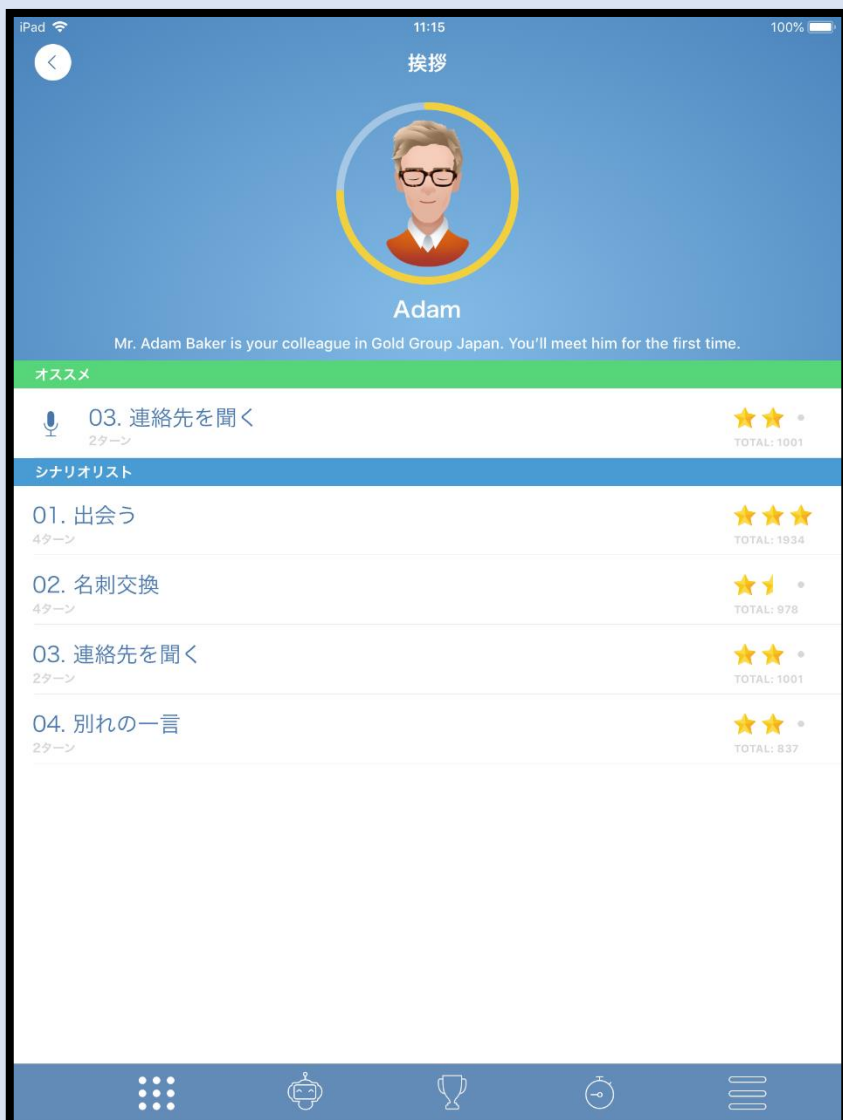 iPad 11:15 100%
挨拶
Adam
Mr. Adam Baker is your colleague in Gold Group Japan. You'll meet him for the first time.
オススメ
03. 連絡先を聞く
2ターン
TOTAL: 1001
シナリオリスト
01. 出会う
4ターン
TOTAL: 1934
02. 名刺交換
4ターン
TOTAL: 978
03. 連絡先を聞く
2ターン
TOTAL: 1001
04. 別れの一言
2ターン
TOTAL: 837